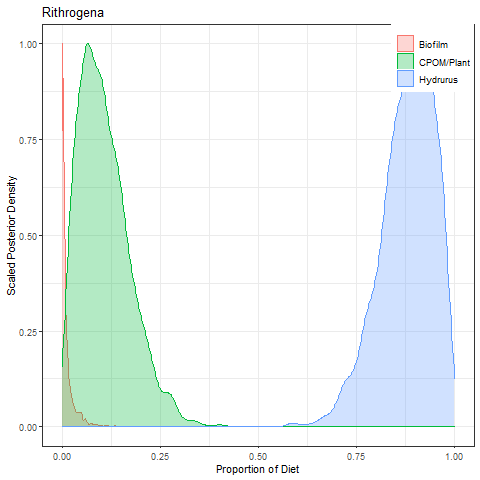 Rithrogena
Biofilm
CPOM/Plant
Hydrurus
1.00
0.75
0.50
0.25
0.00
Scaled Posterior Density
0.00 0.25 0.50 0.75 1.00
Proportion of Diet